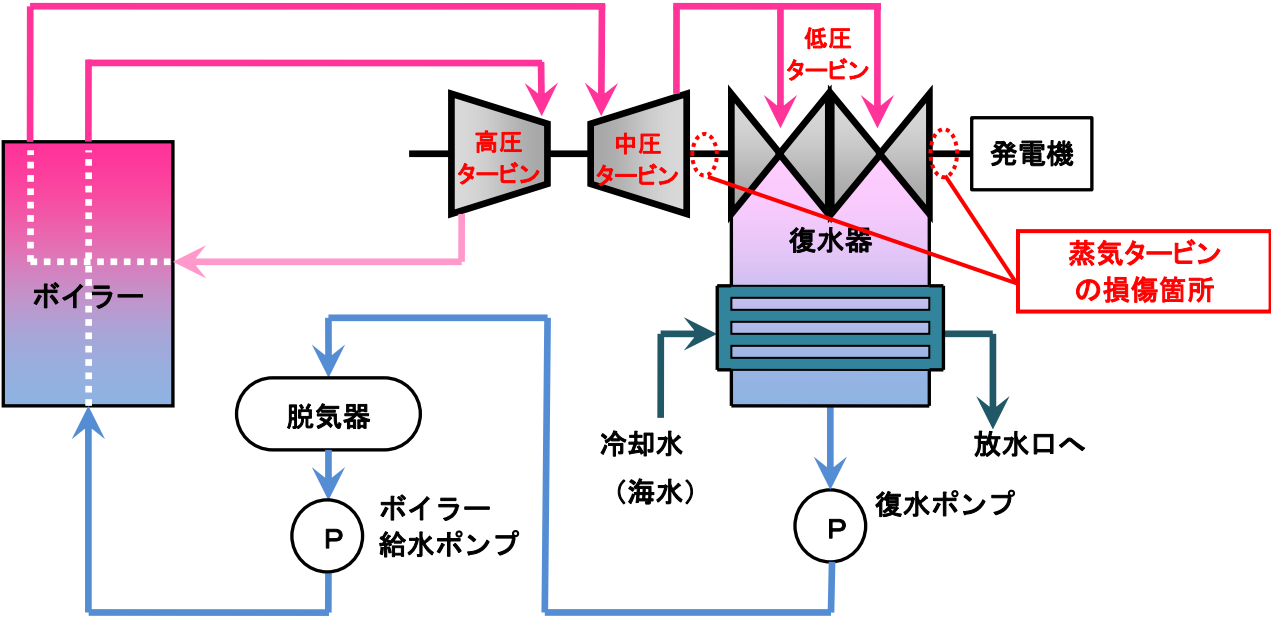 低圧
タービン
高圧
タービン
中圧
タービン
発電機
復水器
蒸気タービン
の損傷箇所
ボイラー
脱気器
冷却水
（海水）
放水口へ
ボイラー
給水ポンプ
P
復水ポンプ
P